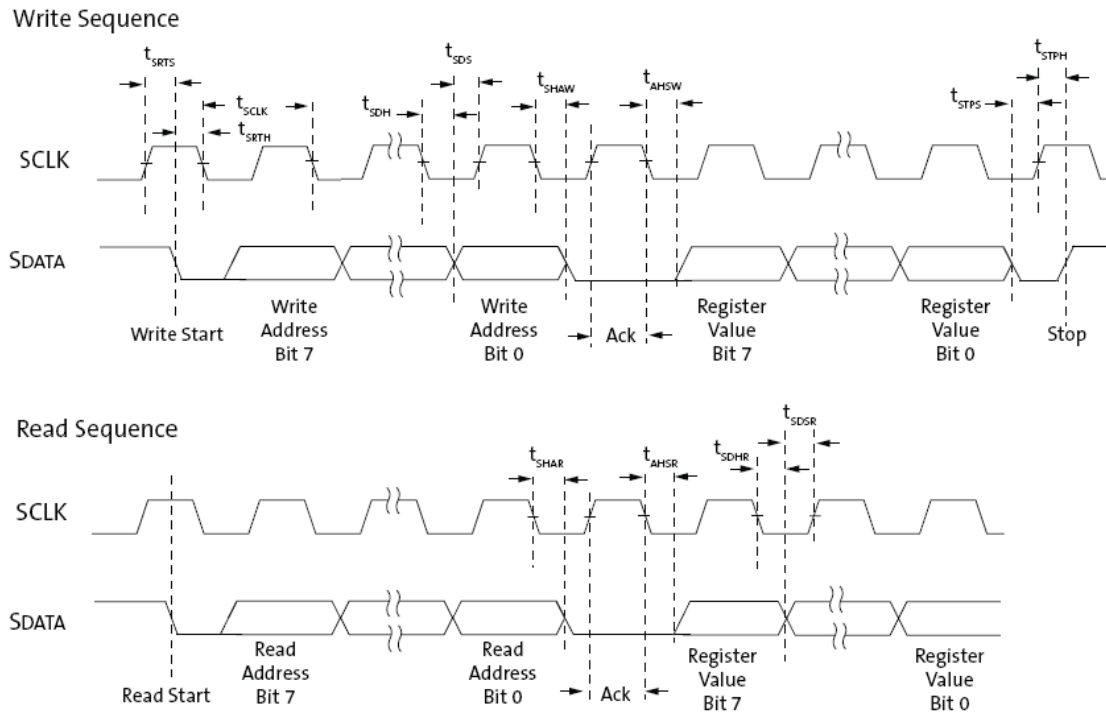 Write Sequence
tSRTS
tSCLK
tSRTH
tSDH
tSDS
tSHAW
tAHSW
tSTPS
tSTPH
SCLK
SDATA
Write Start
Write
Address
Bit 7
Write
Address
Bit 0
Ack
Register
Value
Bit 7
Register
Value
Bit 0
Stop
Read Sequence
tSHAR
tAHSR
tSDHR
tSDSR
SCLK
SDATA
Read Start
Read
Address
Bit 7
Read
Address
Bit 0
Ack
Register
Value
Bit 7
Register
Value
Bit 0